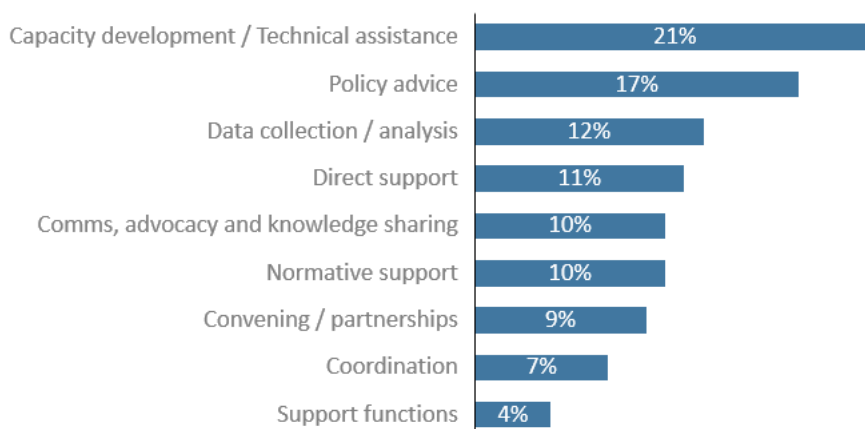 Capacity development / Technical assistance 21%
Policy advice 17%
Data collection / analysis 12%
Direct support 11%
Comms, advocacy and knowledge sharing 10%
Normative support 10%
Convening / partnerships 9%
Coordination 7%
Support functions 4%